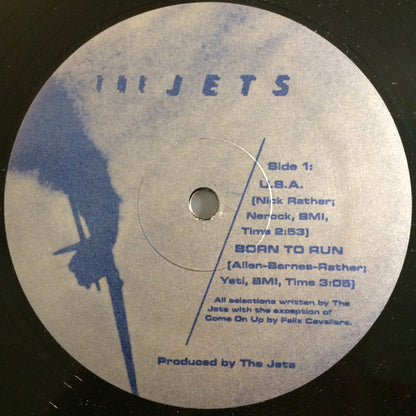 THE JETS
Side 1:
U.S.A.
(Nick Rather;
Nerock, BMI,
Time 2:53)
BORN TO RUN
(Allen-Barnes-Rather;
Yeti, BMI, Time 3:05)
All selections written by The
Jets with the exception of
Come On Up by Felix Cavaliere.
Produced by The Jets